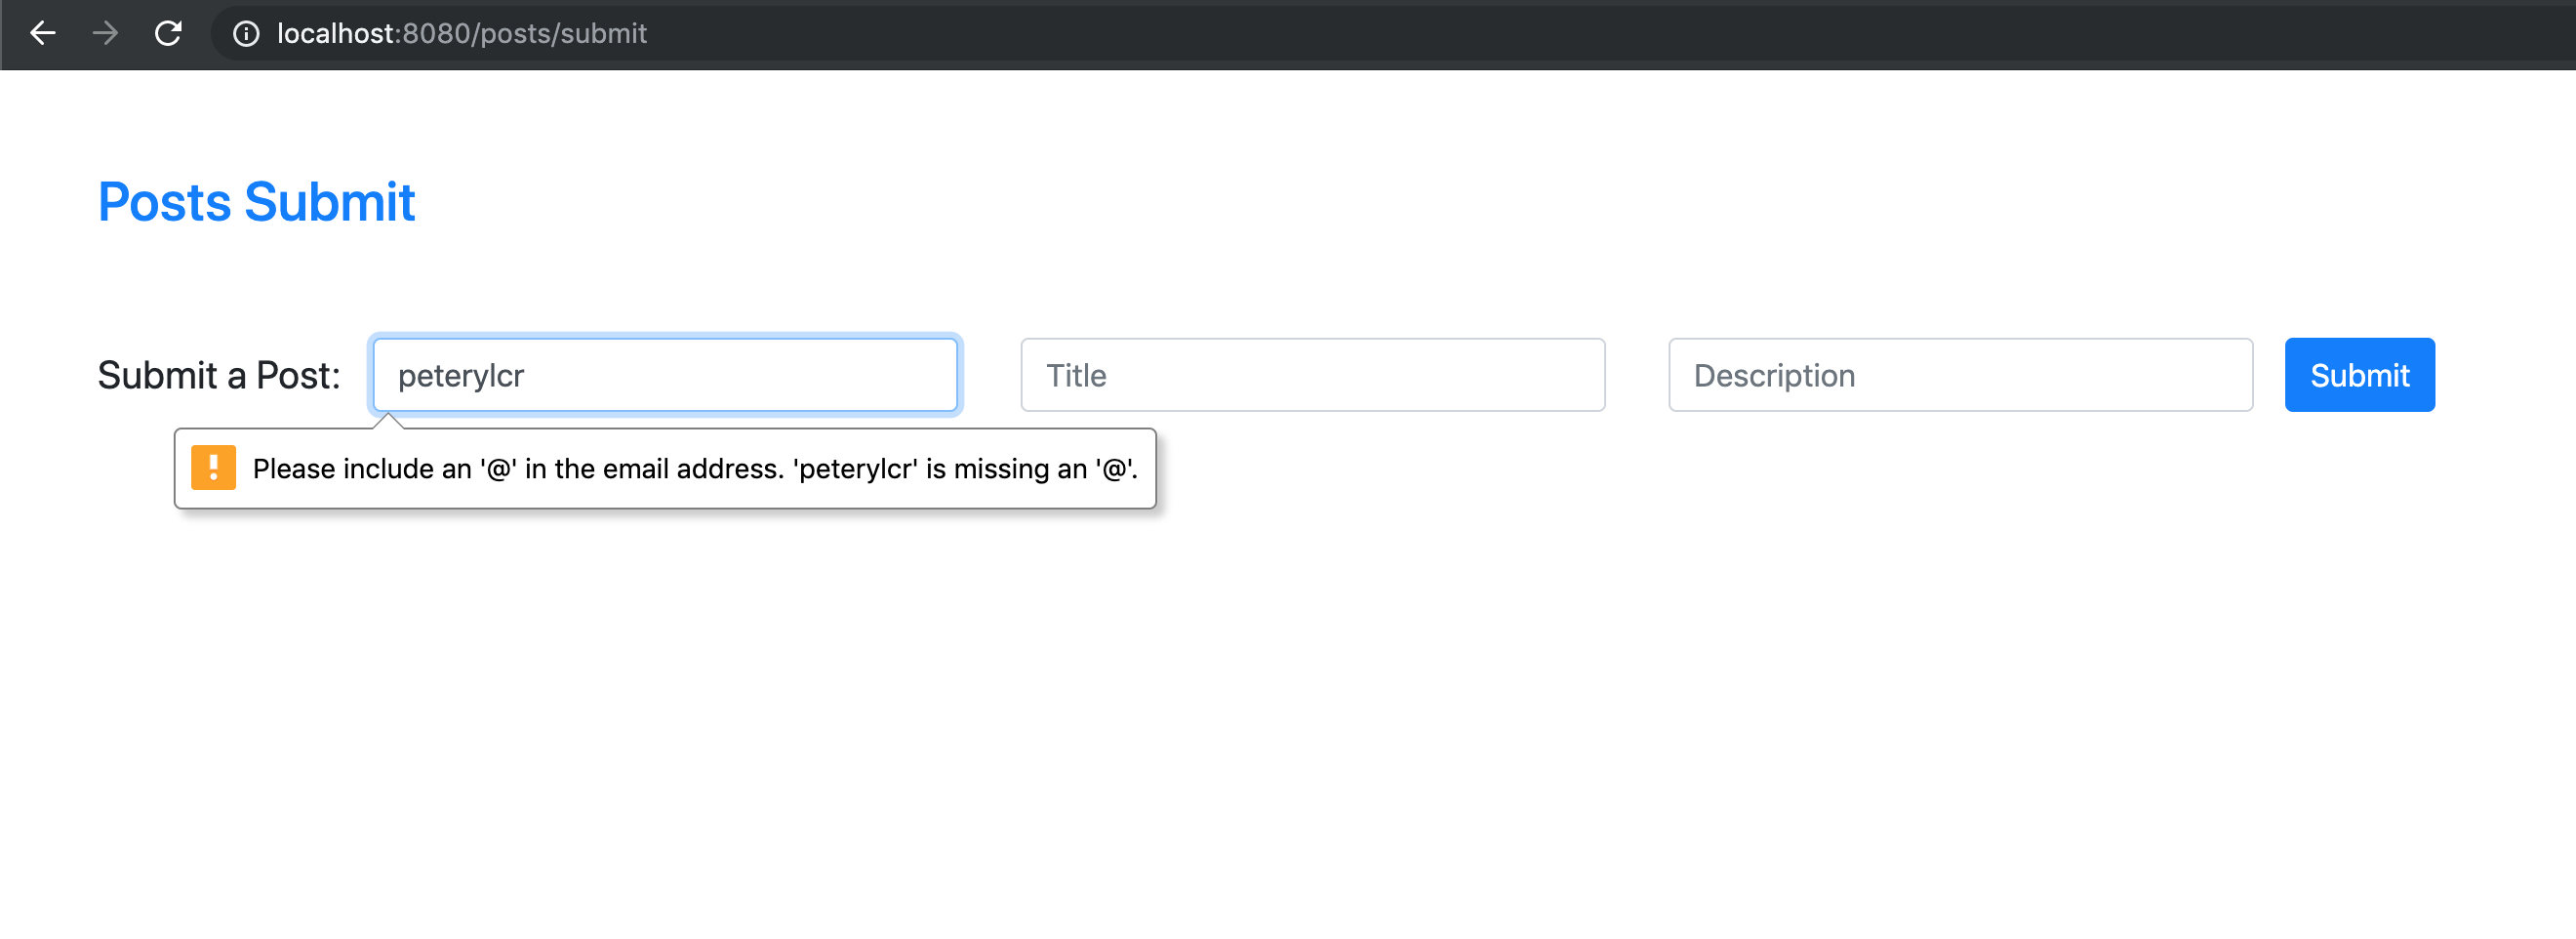 localhost:8080/posts/submit
Posts Submit
Submit a Post: peterylcr Title Description Submit
Please include an '@' in the email address. 'peterylcr' is missing an '@'.